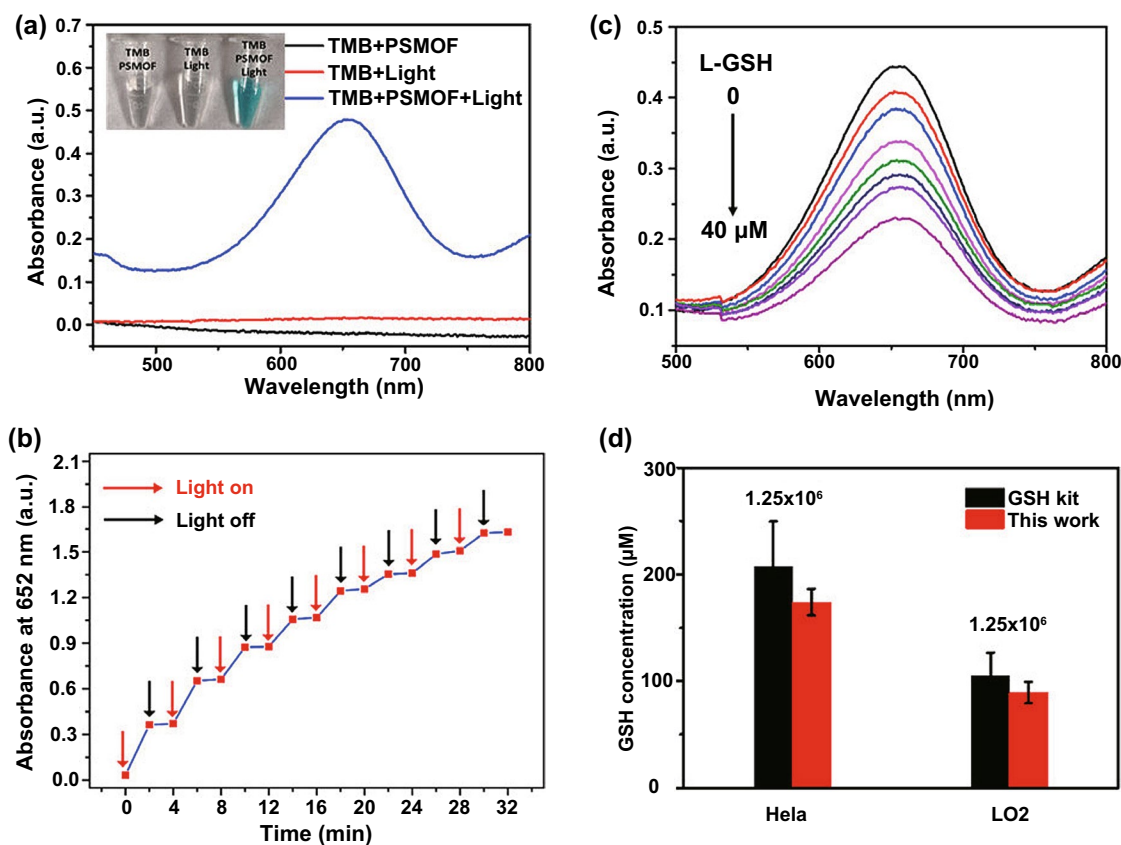 (a)
0.7
0.6
0.5
0.4
0.3
0.2
0.1
0.0
Absorbance (a.u.)
TMB
PSMOF
TMB
Light
TMB
PSMOF
Light
TMB+PSMOF
TMB+Light
TMB+PSMOF+Light
500
600
700
800
Wavelength (nm)
(c)
L-GSH
0
40 µM
0.5
0.4
0.3
0.2
0.1
Absorbance (a.u.)
500
600
700
800
Wavelength (nm)
(b)
2.1
1.8
1.5
1.2
0.9
0.6
0.3
0.0
Absorbance at 652 nm (a.u.)
Light on
Light off
0
4
8
12
16
20
24
28
32
Time (min)
(d)
300
200
100
0
GSH concentration (µM)
1.25x10⁶
1.25x10⁶
GSH kit
This work
Hela
LO2